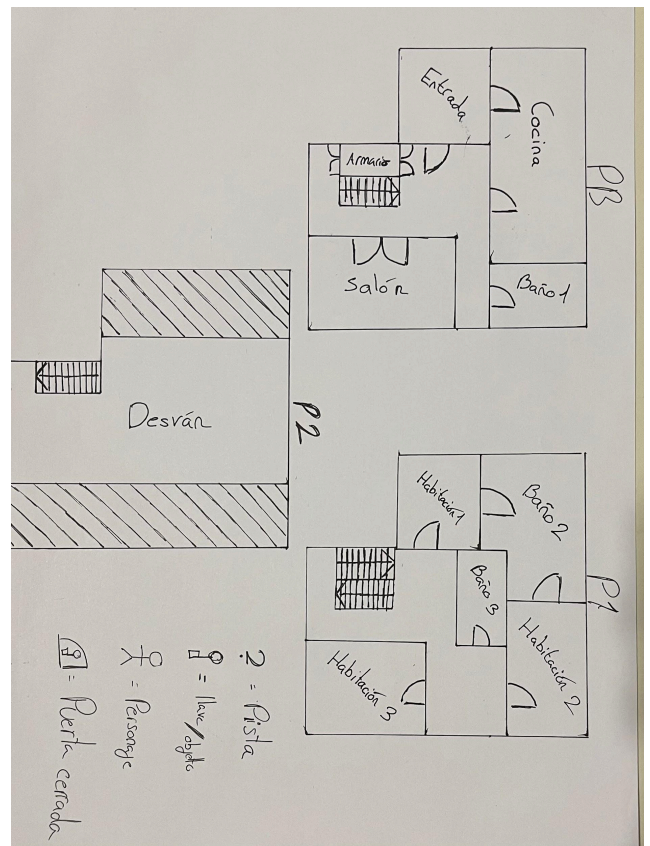 PB
Entrada
Cocina
Armario
Salón
Baño 1
P2
Desván
P1
Habitación 1
Baño 2
Baño 3
Habitación 2
Habitación 3
? = Pista
= llave/objeto
= Personaje
= Puerta cerrada